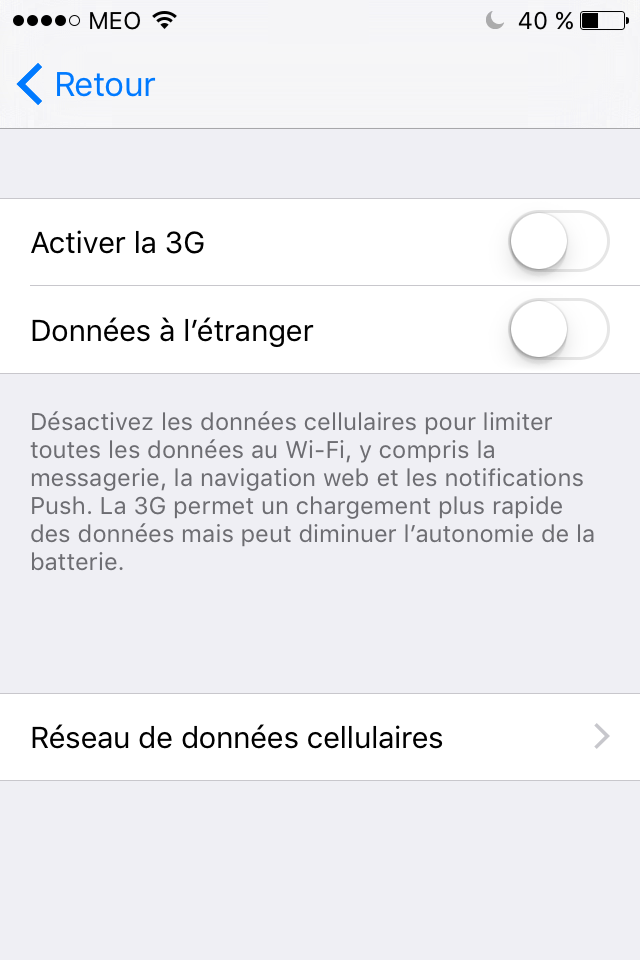 MEO 40 %
Retour
Activer la 3G
Données à l’étranger
Désactivez les données cellulaires pour limiter
toutes les données au Wi-Fi, y compris la
messagerie, la navigation web et les notifications
Push. La 3G permet un chargement plus rapide
des données mais peut diminuer l’autonomie de la
batterie.
Réseau de données cellulaires